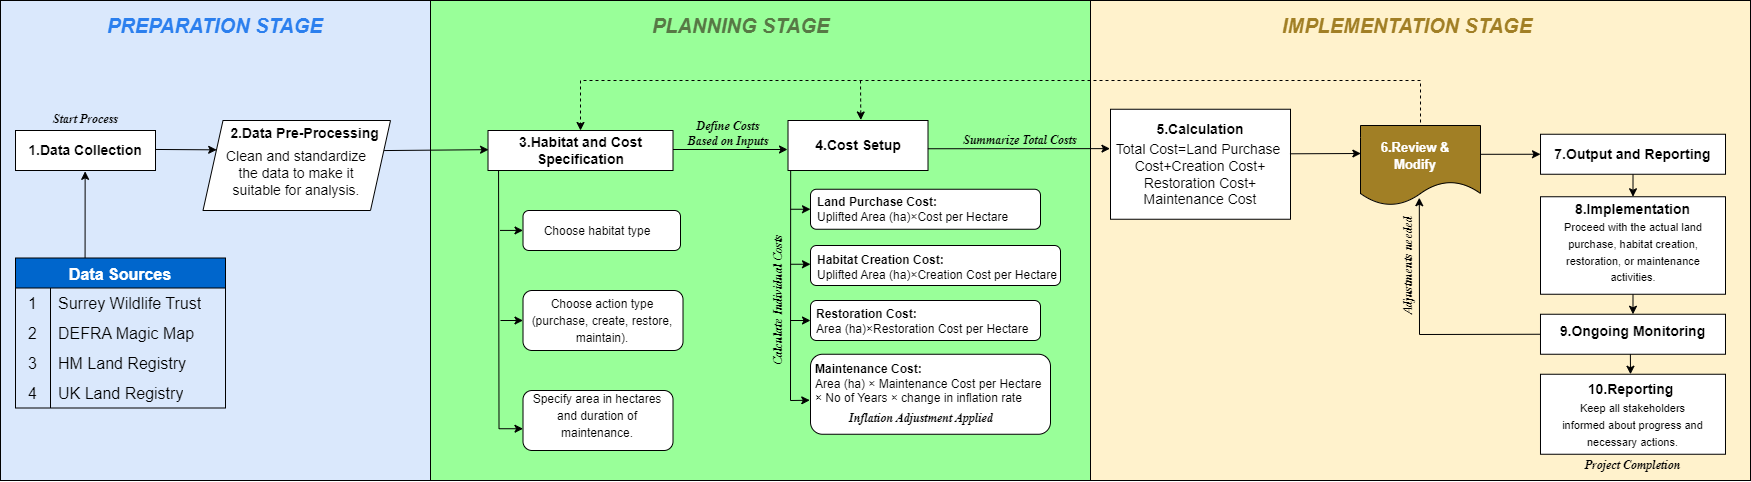 PREPARATION STAGE
PLANNING STAGE
IMPLEMENTATION STAGE
Start Process
1.Data Collection
2.Data Pre-Processing
Clean and standardize
the data to make it
suitable for analysis.
Data Sources
1 Surrey Wildlife Trust
2 DEFRA Magic Map
3 HM Land Registry
4 UK Land Registry
3.Habitat and Cost
Specification
Choose habitat type
Choose action type
(purchase, create, restore,
maintain).
Specify area in hectares
and duration of
maintenance.
Define Costs
Based on Inputs
4.Cost Setup
Calculate Individual Costs
Land Purchase Cost:
Uplifted Area (ha)×Cost per Hectare
Habitat Creation Cost:
Uplifted Area (ha)×Creation Cost per Hectare
Restoration Cost:
Area (ha)×Restoration Cost per Hectare
Maintenance Cost:
Area (ha) × Maintenance Cost per Hectare
× No of Years × change in inflation rate
Inflation Adjustment Applied
Summarize Total Costs
5.Calculation
Total Cost=Land Purchase
Cost+Creation Cost+
Restoration Cost+
Maintenance Cost
6.Review &
Modify
Adjustments needed
7.Output and Reporting
8.Implementation
Proceed with the actual land
purchase, habitat creation,
restoration, or maintenance
activities.
9.Ongoing Monitoring
10.Reporting
Keep all stakeholders
informed about progress and
necessary actions.
Project Completion